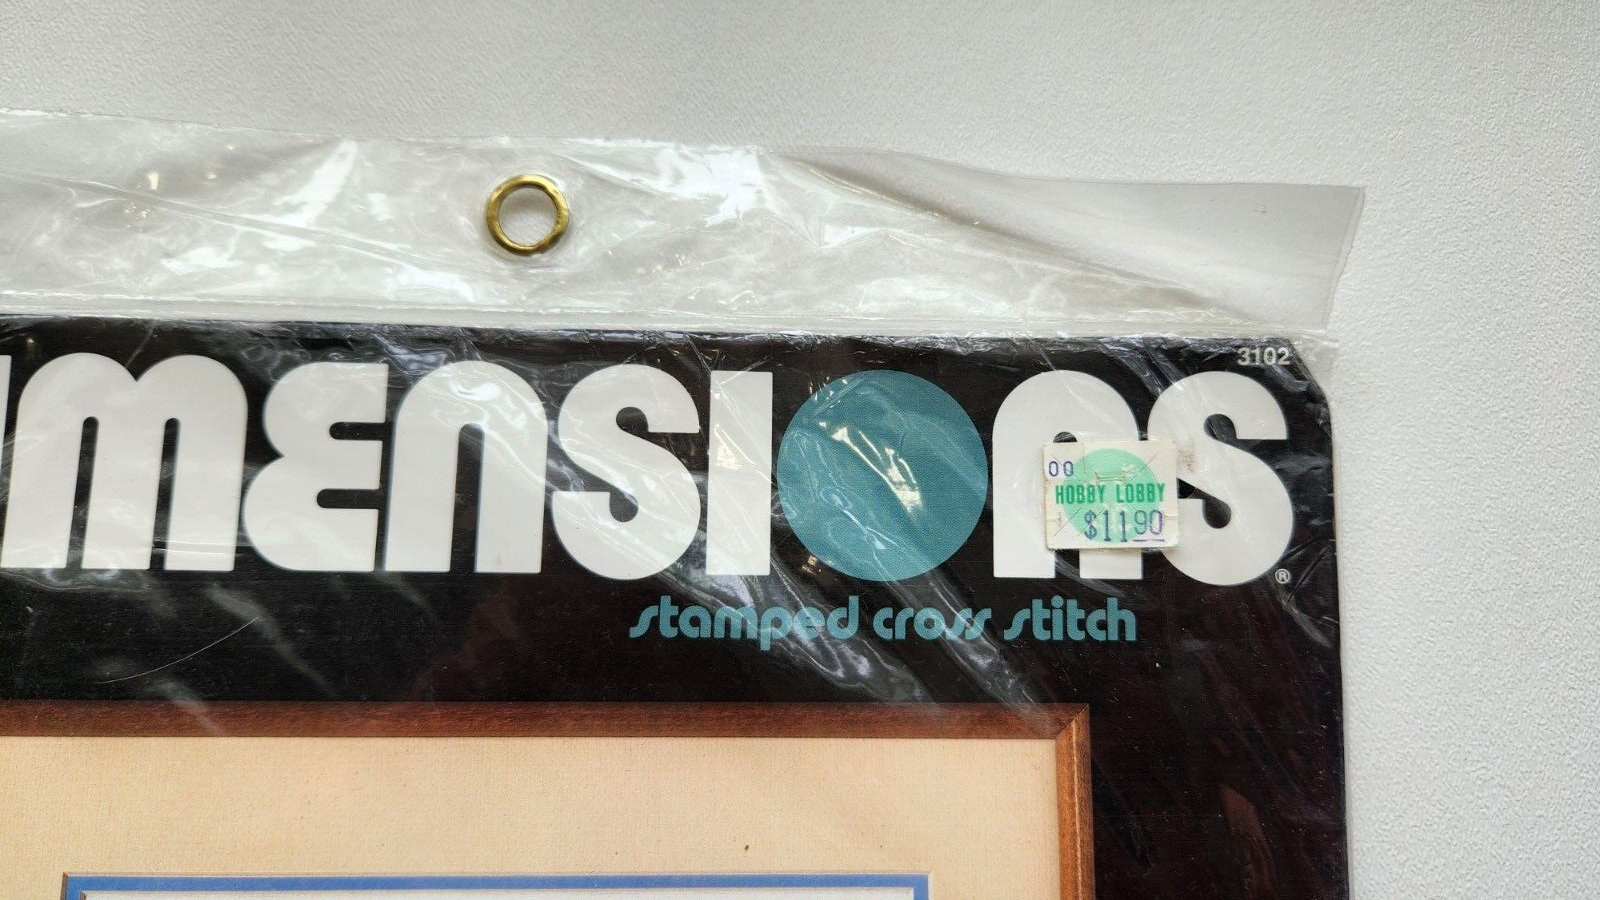 3102
IMENSIONS
00
HOBBY LOBBY
$11.90
®
stamped cross stitch